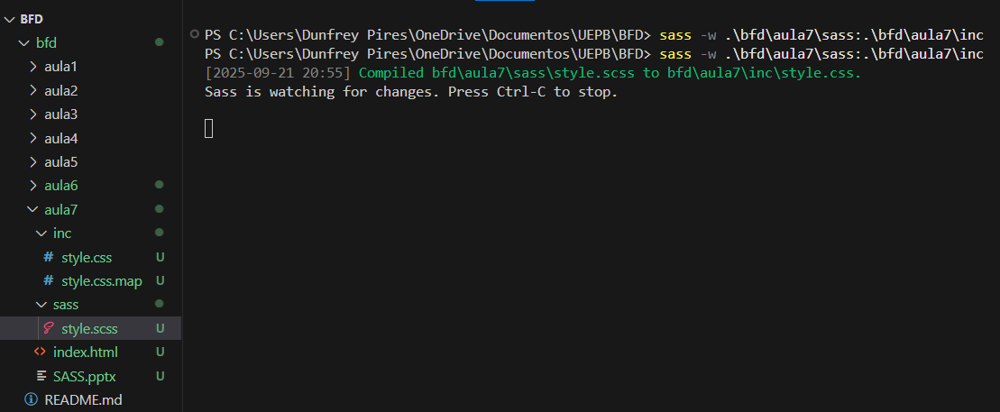 BFD
bfd
aula1
aula2
aula3
aula4
aula5
aula6
aula7
inc
# style.css U
# style.css.map U
sass
style.scss U
<> index.html U
SASS.pptx U
README.md
PS C:\Users\Dunfrey Pires\OneDrive\Documentos\UEPB\BFD> sass -w .\bfd\aula7\sass:.\bfd\aula7\inc
PS C:\Users\Dunfrey Pires\OneDrive\Documentos\UEPB\BFD> sass -w .\bfd\aula7\sass:.\bfd\aula7\inc
[2025-09-21 20:55] Compiled bfd\aula7\sass\style.scss to bfd\aula7\inc\style.css.
Sass is watching for changes. Press Ctrl-C to stop.